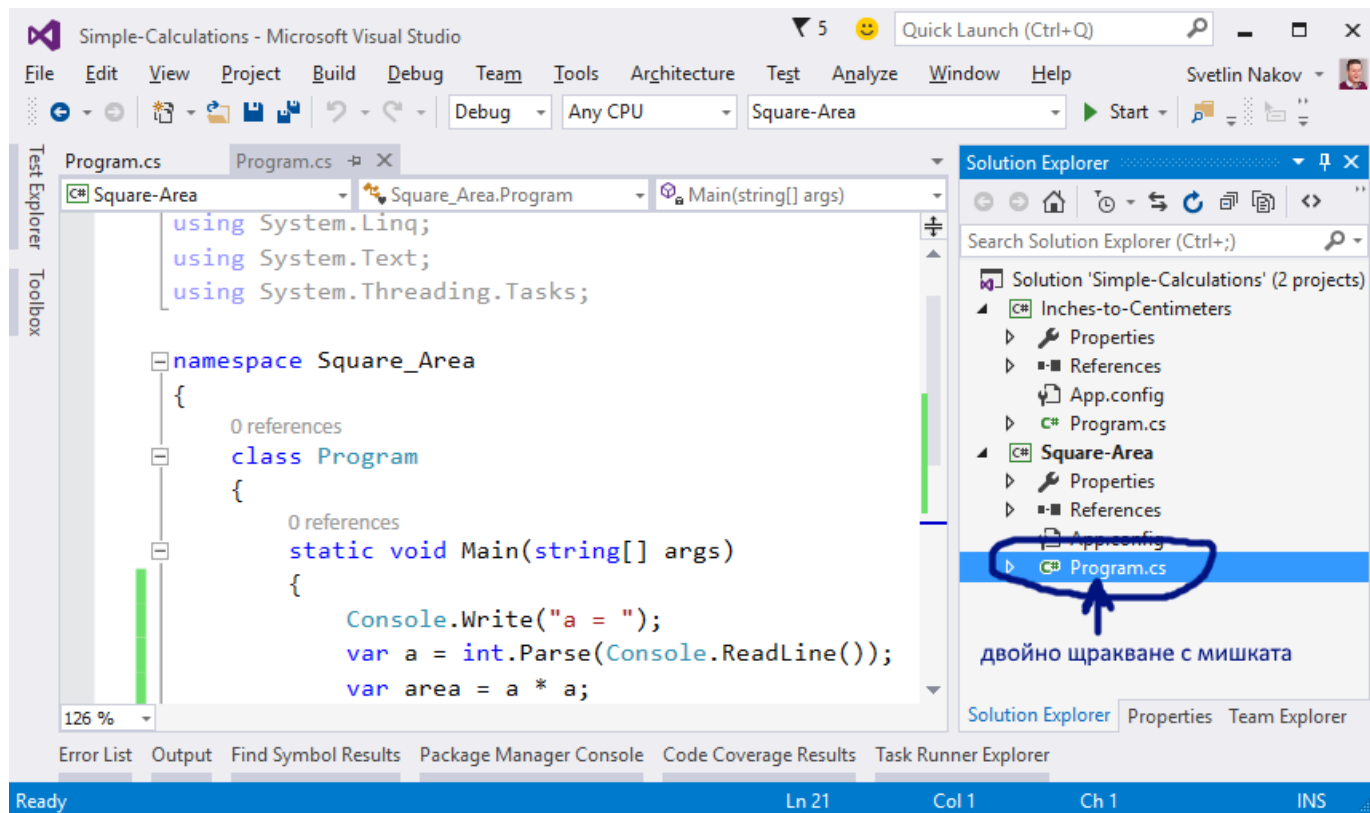 Simple-Calculations - Microsoft Visual Studio
5
Quick Launch (Ctrl+Q)
File Edit View Project Build Debug Team Tools Architecture Test Analyze Window Help
Svetlin Nakov
Debug
Any CPU
Square-Area
Start
Test Explorer
Toolbox
Program.cs
Program.cs
C# Square-Area
Square_Area.Program
Main(string[] args)
using System.Linq;
using System.Text;
using System.Threading.Tasks;
namespace Square_Area
{
0 references
class Program
{
0 references
static void Main(string[] args)
{
Console.Write("a = ");
var a = int.Parse(Console.ReadLine());
var area = a * a;
126 %
Solution Explorer
Search Solution Explorer (Ctrl+;)
Solution 'Simple-Calculations' (2 projects)
C# Inches-to-Centimeters
Properties
References
App.config
C# Program.cs
C# Square-Area
Properties
References
App.config
C# Program.cs
двойно щракване с мишката
Solution Explorer Properties Team Explorer
Error List Output Find Symbol Results Package Manager Console Code Coverage Results Task Runner Explorer
Ready
Ln 21
Col 1
Ch 1
INS